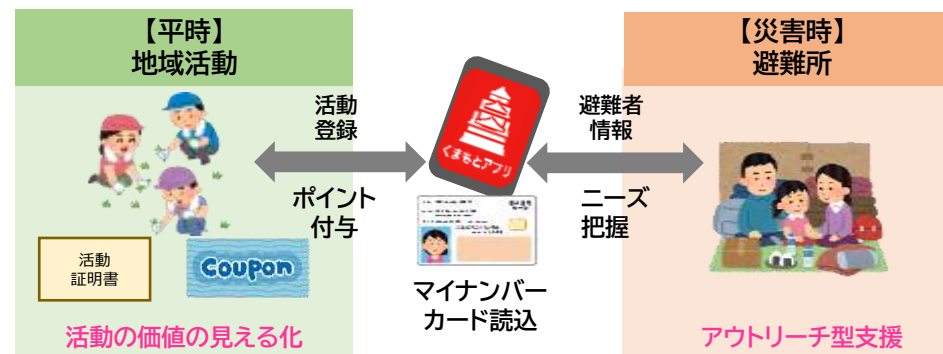 【平時】
地域活動
活動
証明書
Coupon
活動の価値の見える化
活動
登録
ポイント
付与
くまもとアプリ
マイナンバー
カード読込
避難者
情報
ニーズ
把握
【災害時】
避難所
アウトリーチ型支援